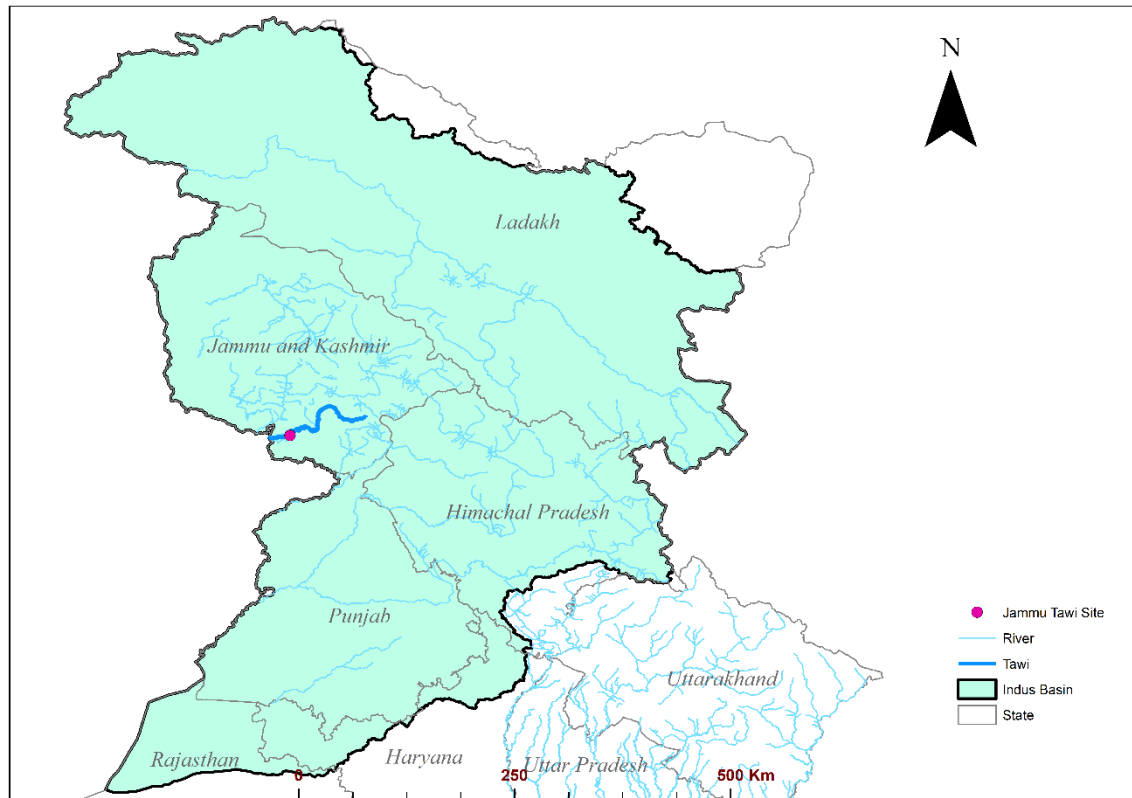 N
Ladakh
Jammu and Kashmir
Himachal Pradesh
Punjab
Uttarakhand
Rajasthan
Haryana
Uttar Pradesh
0 250 500 Km
Jammu Tawi Site
River
Tawi
Indus Basin
State